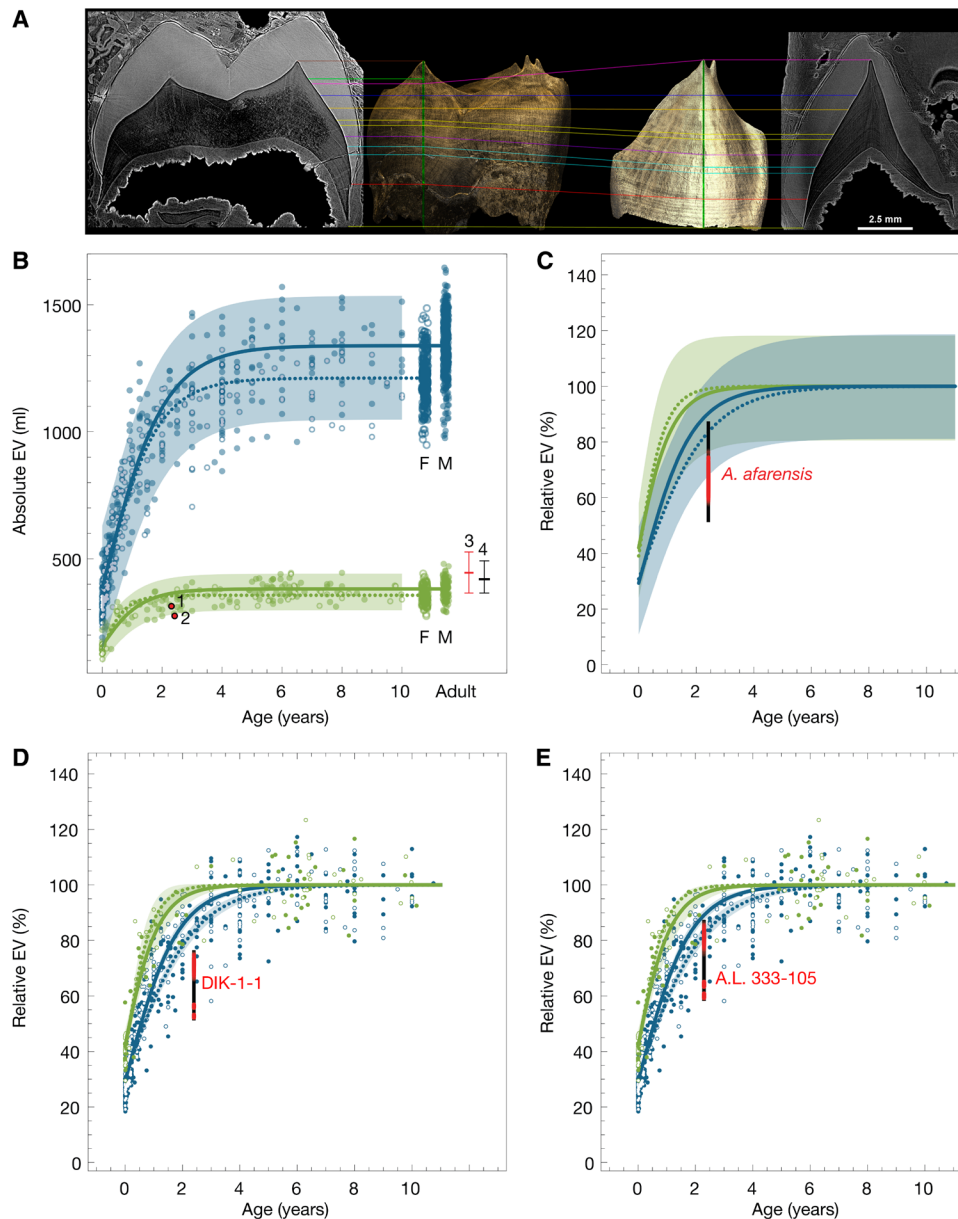 A
2.5 mm
B
Absolute EV (ml)
1500
1000
500
0 2 4 6 8 10 Adult
Age (years)
F M
F M
1
2
3
4
C
Relative EV (%)
140
120
100
80
60
40
20
0
0 2 4 6 8 10
Age (years)
A. afarensis
D
Relative EV (%)
140
120
100
80
60
40
20
0
0 2 4 6 8 10
Age (years)
DIK-1-1
E
Relative EV (%)
140
120
100
80
60
40
20
0
0 2 4 6 8 10
Age (years)
A.L. 333-105